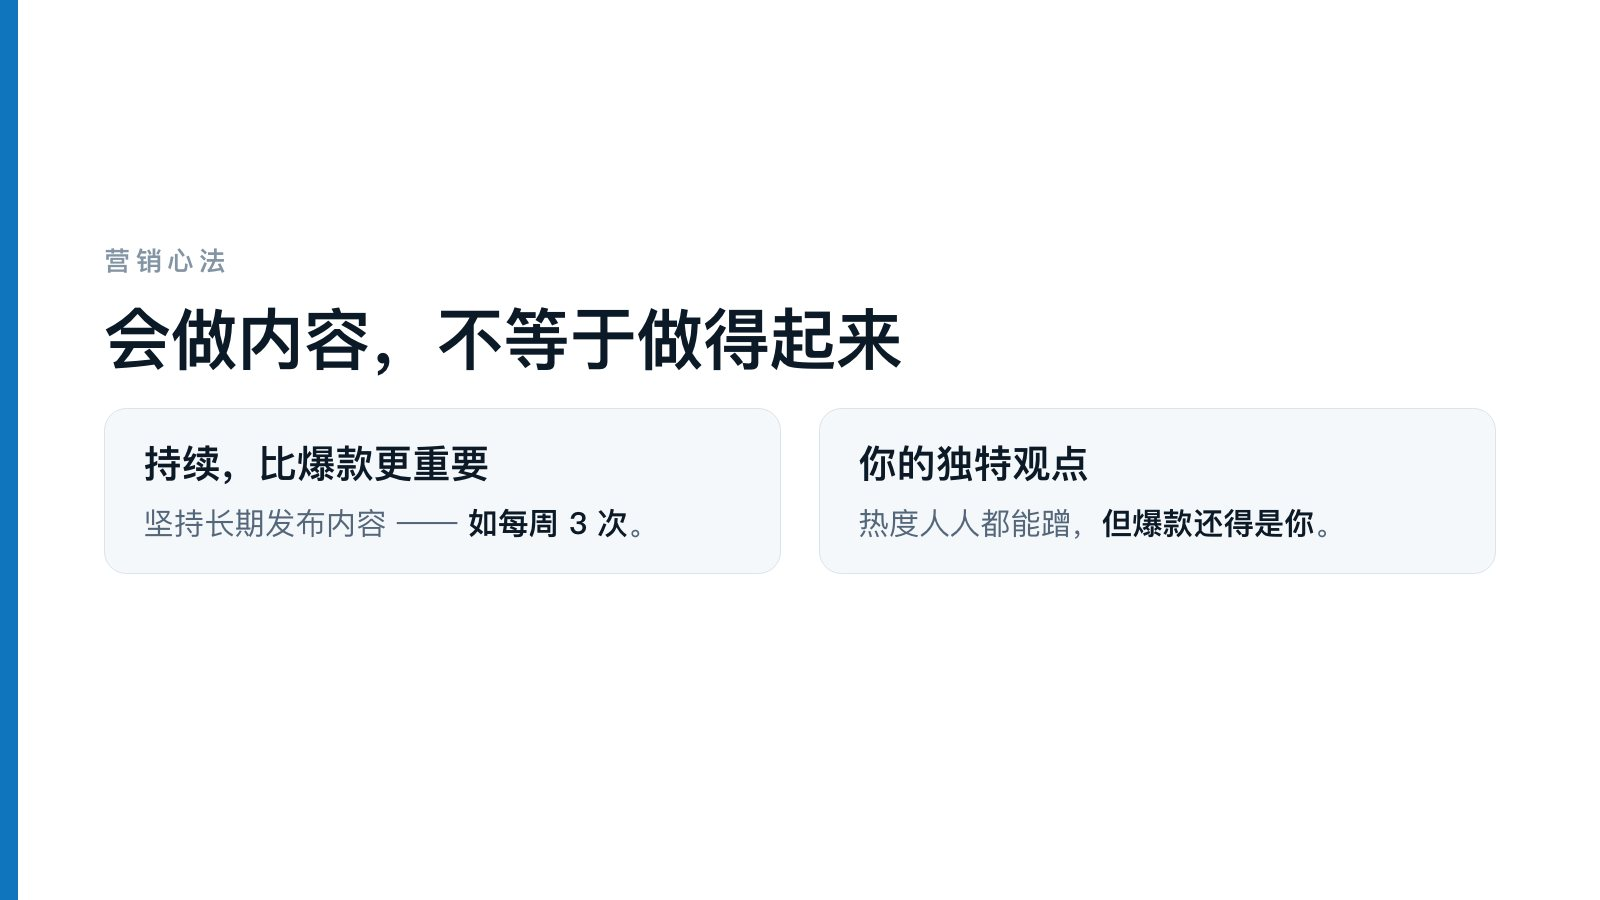 营销心法
会做内容，不等于做得起来
持续，比爆款更重要
坚持长期发布内容 —— 如每周 3 次。
你的独特观点
热度人人都能蹭，但爆款还得是你。